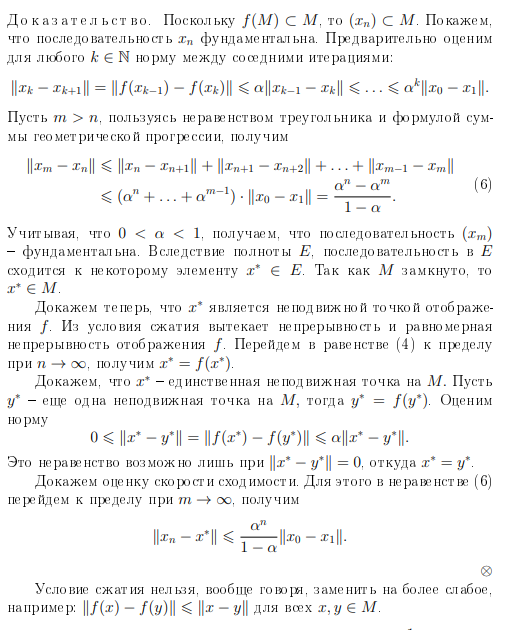 Доказательство. Поскольку f(M) ⊂ M, то (xₙ) ⊂ M. Покажем,
что последовательность xₙ фундаментальна. Предварительно оценим
для любого k ∈ ℕ норму между соседними итерациями:
‖xₖ − xₖ₊₁‖ = ‖f(xₖ₋₁) − f(xₖ)‖ ⩽ α‖xₖ₋₁ − xₖ‖ ⩽ … ⩽ αᵏ‖x₀ − x₁‖.
Пусть m > n, пользуясь неравенством треугольника и формулой сум-
мы геометрической прогрессии, получим
‖xₘ − xₙ‖ ⩽ ‖xₙ − xₙ₊₁‖ + ‖xₙ₊₁ − xₙ₊₂‖ + … + ‖xₘ₋₁ − xₘ‖
⩽ (αⁿ + … + αᵐ⁻¹) · ‖x₀ − x₁‖ = (αⁿ − αᵐ)/(1 − α). (6)
Учитывая, что 0 < α < 1, получаем, что последовательность (xₘ)
– фундаментальна. Вследствие полноты E, последовательность в E
сходится к некоторому элементу x* ∈ E. Так как M замкнуто, то
x* ∈ M.
Докажем теперь, что x* является неподвижной точкой отображе-
ния f. Из условия сжатия вытекает непрерывность и равномерная
непрерывность отображения f. Перейдем в равенстве (4) к пределу
при n → ∞, получим x* = f(x*).
Докажем, что x* – единственная неподвижная точка на M. Пусть
y* – еще одна неподвижная точка на M, тогда y* = f(y*). Оценим
норму
0 ⩽ ‖x* − y*‖ = ‖f(x*) − f(y*)‖ ⩽ α‖x* − y*‖.
Это неравенство возможно лишь при ‖x* − y*‖ = 0, откуда x* = y*.
Докажем оценку скорости сходимости. Для этого в неравенстве (6)
перейдем к пределу при m → ∞, получим
‖xₙ − x*‖ ⩽ αⁿ/(1 − α) ‖x₀ − x₁‖.
⊗
Условие сжатия нельзя, вообще говоря, заменить на более слабое,
например: ‖f(x) − f(y)‖ ⩽ ‖x − y‖ для всех x, y ∈ M.